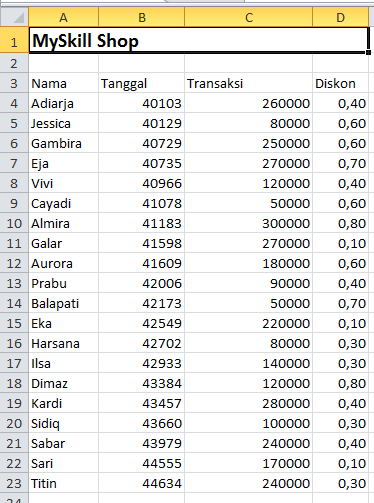 A B C D
1 MySkill Shop
2
3 Nama Tanggal Transaksi Diskon
4 Adiarja 40103 260000 0,40
5 Jessica 40129 80000 0,60
6 Gambira 40729 250000 0,60
7 Eja 40735 270000 0,70
8 Vivi 40966 120000 0,40
9 Cayadi 41078 50000 0,60
10 Almira 41183 300000 0,80
11 Galar 41598 270000 0,10
12 Aurora 41609 180000 0,60
13 Prabu 42006 90000 0,40
14 Balapati 42173 50000 0,70
15 Eka 42549 220000 0,10
16 Harsana 42702 80000 0,30
17 Ilsa 42933 140000 0,30
18 Dimaz 43384 120000 0,80
19 Kardi 43457 280000 0,40
20 Sidiq 43660 100000 0,30
21 Sabar 43979 240000 0,40
22 Sari 44555 170000 0,10
23 Titin 44634 240000 0,30
24